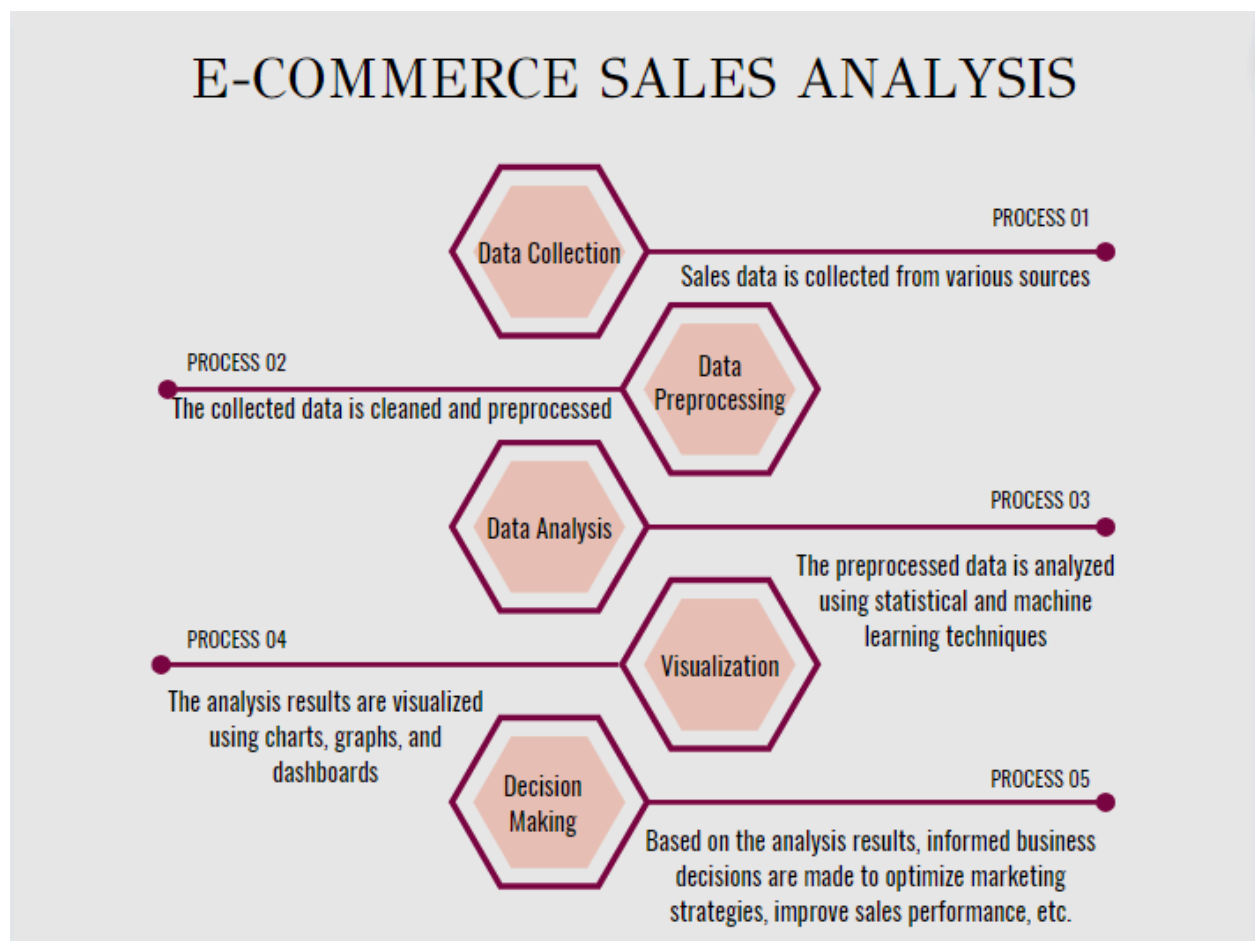 E-COMMERCE SALES ANALYSIS
Data Collection
PROCESS 01
Sales data is collected from various sources
PROCESS 02
The collected data is cleaned and preprocessed
Data
Preprocessing
Data Analysis
PROCESS 03
The preprocessed data is analyzed
using statistical and machine
learning techniques
PROCESS 04
The analysis results are visualized
using charts, graphs, and
dashboards
Visualization
Decision
Making
PROCESS 05
Based on the analysis results, informed business
decisions are made to optimize marketing
strategies, improve sales performance, etc.